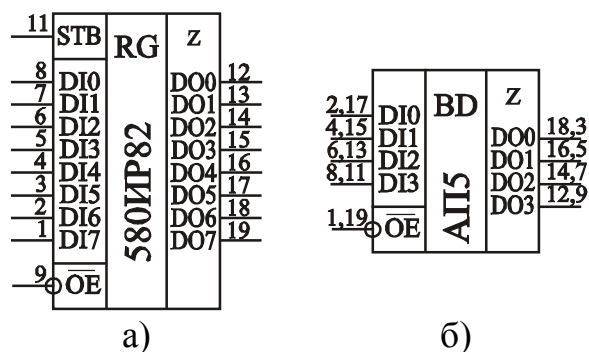 11 STB RG z
8 DI0 DO0 12
7 DI1 DO1 13
6 DI2 DO2 14
5 DI3 DO3 15
4 DI4 DO4 16
3 DI5 DO5 17
2 DI6 DO6 18
1 DI7 DO7 19
580ИР82
9 OE
а)
BD z
2,17 DI0 DO0 18,3
4,15 DI1 DO1 16,5
6,13 DI2 DO2 14,7
8,11 DI3 DO3 12,9
АП5
1,19 OE
б)